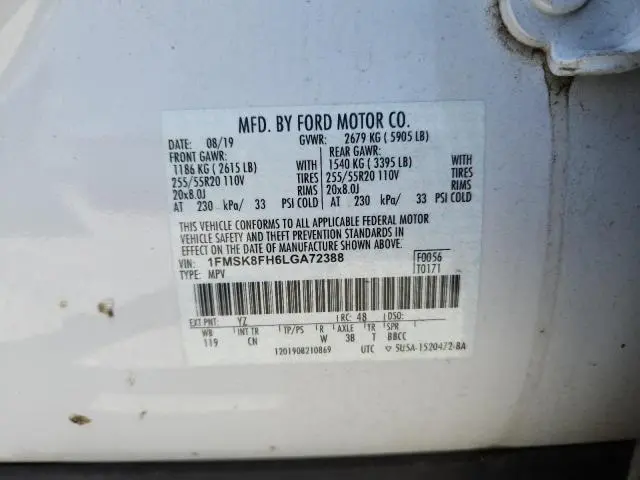 MFD. BY FORD MOTOR CO.
DATE: 08/19 GVWR: 2679 KG ( 5905 LB)
FRONT GAWR: REAR GAWR:
1186 KG ( 2615 LB) 1540 KG ( 3395 LB)
255/55R20 110V TIRES 255/55R20 110V TIRES
20x8.0J RIMS 20x8.0J RIMS
AT 230 kPa/ 33 PSI COLD AT 230 kPa/ 33 PSI COLD
THIS VEHICLE CONFORMS TO ALL APPLICABLE FEDERAL MOTOR
VEHICLE SAFETY AND THEFT PREVENTION STANDARDS IN
EFFECT ON THE DATE OF MANUFACTURE SHOWN ABOVE.
VIN: 1FMSK8FH6LGA72388 F0056
TYPE: MPV T0171
EXT PNT: YZ RC: 48 DSO:
WB INT TR TP/PS R AXLE TR SPR
119 CN W 38 T BBCC
1201908210869 UTC ▽ 5U5A-1520472-BA